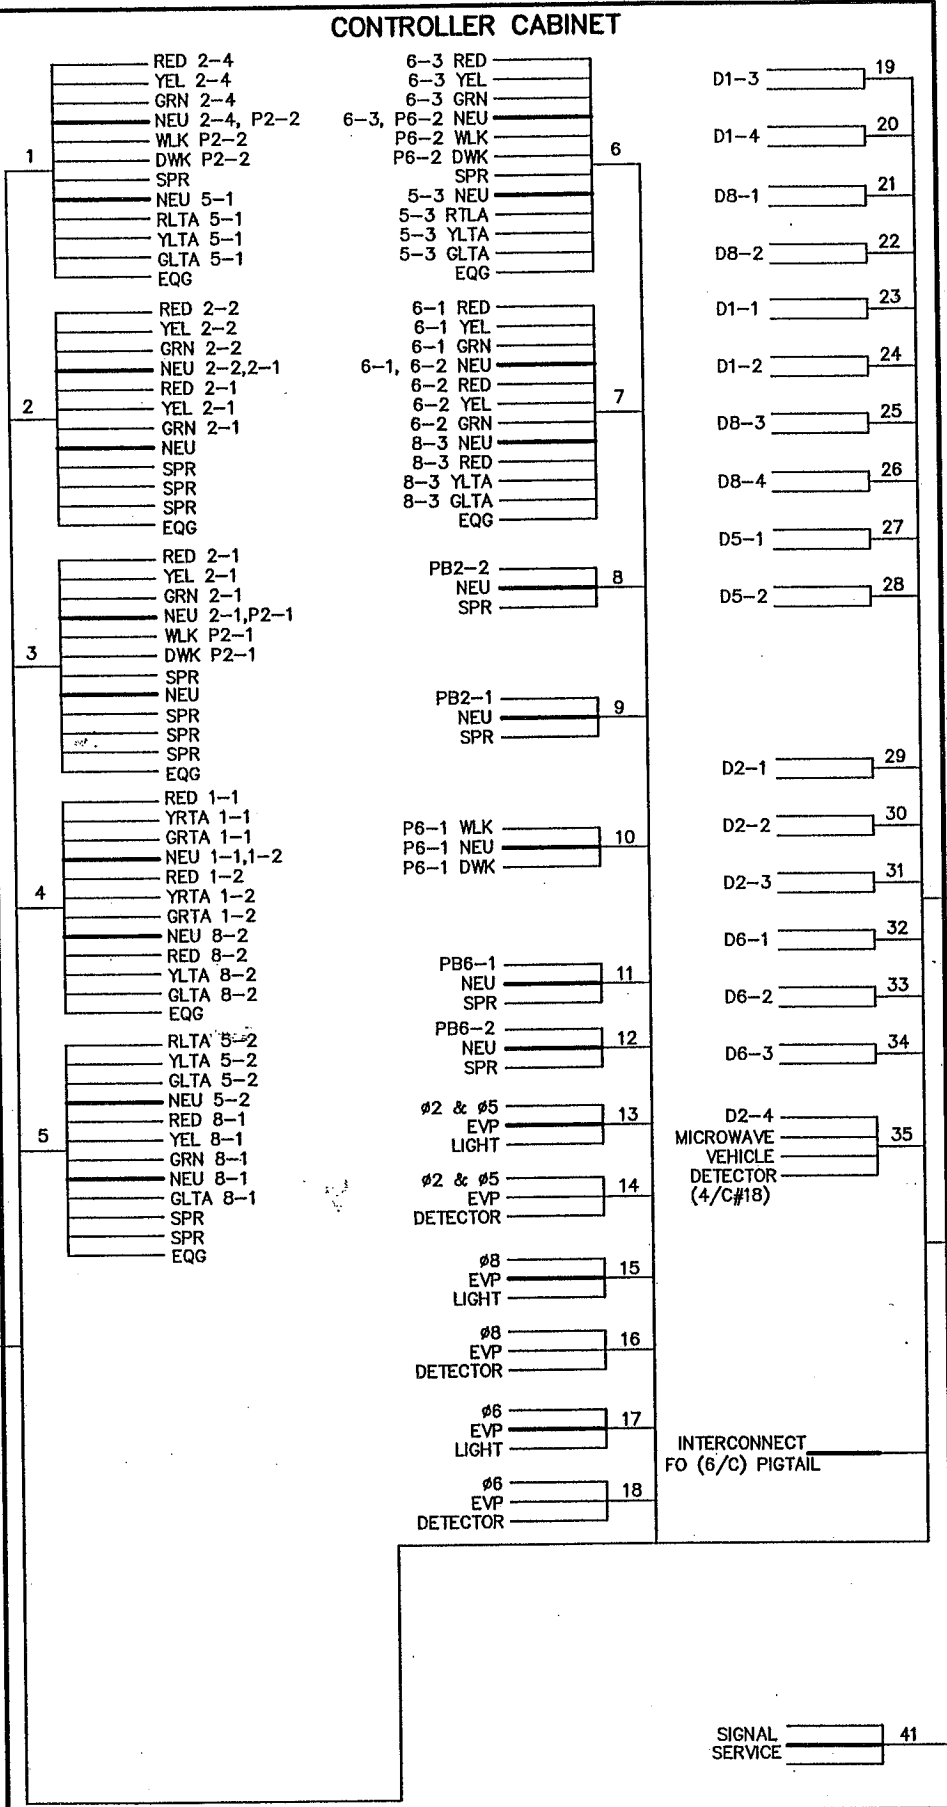 CONTROLLER CABINET
1
RED 2-4
YEL 2-4
GRN 2-4
NEU 2-4, P2-2
WLK P2-2
DWK P2-2
SPR
NEU 5-1
RLTA 5-1
YLTA 5-1
GLTA 5-1
EQG
2
RED 2-2
YEL 2-2
GRN 2-2
NEU 2-2,2-1
RED 2-1
YEL 2-1
GRN 2-1
NEU
SPR
SPR
SPR
EQG
3
RED 2-1
YEL 2-1
GRN 2-1
NEU 2-1,P2-1
WLK P2-1
DWK P2-1
SPR
NEU
SPR
SPR
SPR
EQG
4
RED 1-1
YRTA 1-1
GRTA 1-1
NEU 1-1,1-2
RED 1-2
YRTA 1-2
GRTA 1-2
NEU 8-2
RED 8-2
YLTA 8-2
GLTA 8-2
EQG
5
RLTA 5-2
YLTA 5-2
GLTA 5-2
NEU 5-2
RED 8-1
YEL 8-1
GRN 8-1
NEU 8-1
GLTA 8-1
SPR
SPR
EQG
6-3 RED
6-3 YEL
6-3 GRN
6-3, P6-2 NEU
P6-2 WLK
P6-2 DWK
SPR
5-3 NEU
5-3 RTLA
5-3 YLTA
5-3 GLTA
EQG
6
6-1 RED
6-1 YEL
6-1 GRN
6-1, 6-2 NEU
6-2 RED
6-2 YEL
6-2 GRN
8-3 NEU
8-3 RED
8-3 YLTA
8-3 GLTA
EQG
7
PB2-2
NEU
SPR
8
PB2-1
NEU
SPR
9
P6-1 WLK
P6-1 NEU
P6-1 DWK
10
PB6-1
NEU
SPR
11
PB6-2
NEU
SPR
12
ø2 & ø5
EVP
LIGHT
13
ø2 & ø5
EVP
DETECTOR
14
ø8
EVP
LIGHT
15
ø8
EVP
DETECTOR
16
ø6
EVP
LIGHT
17
ø6
EVP
DETECTOR
18
D1-3 19
D1-4 20
D8-1 21
D8-2 22
D1-1 23
D1-2 24
D8-3 25
D8-4 26
D5-1 27
D5-2 28
D2-1 29
D2-2 30
D2-3 31
D6-1 32
D6-2 33
D6-3 34
D2-4
MICROWAVE
VEHICLE
DETECTOR
(4/C#18)
35
INTERCONNECT
FO (6/C) PIGTAIL
SIGNAL
SERVICE
41